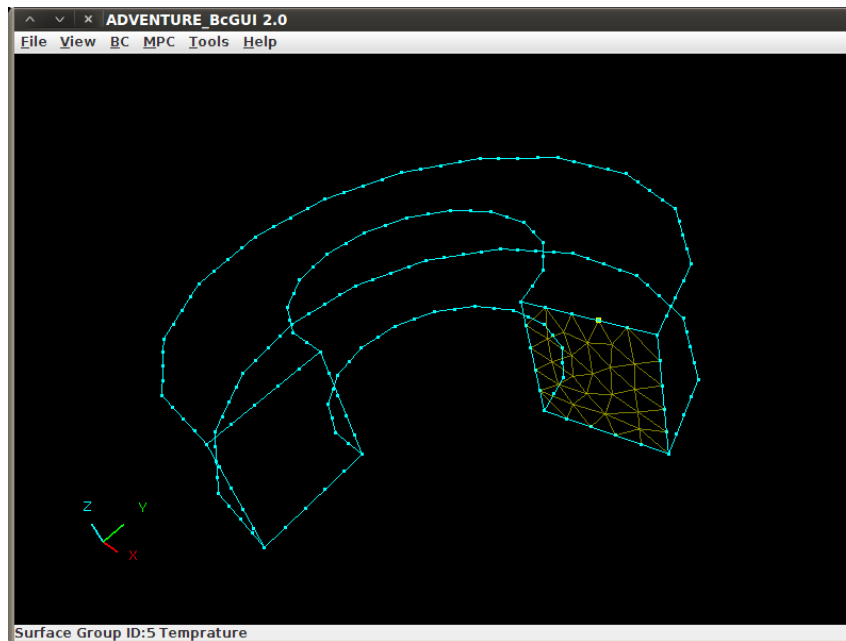 ADVENTURE_BcGUI 2.0
File View BC MPC Tools Help
Z
Y
X
Surface Group ID:5 Temprature